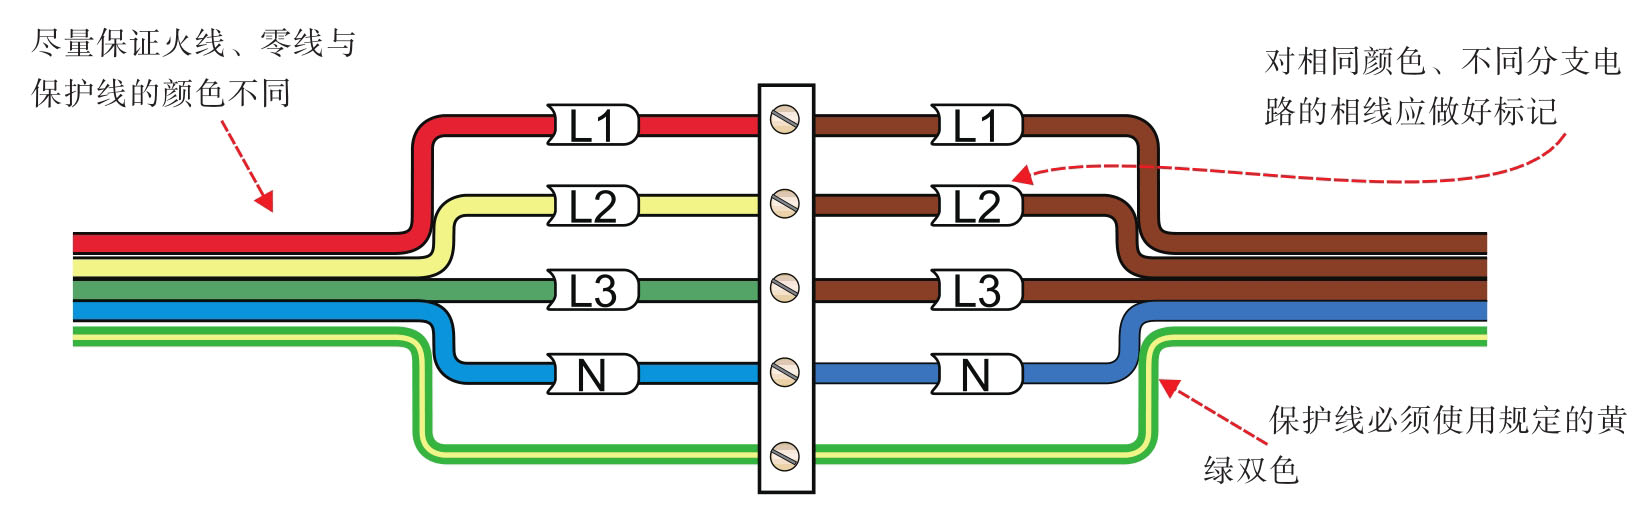 尽量保证火线、零线与
保护线的颜色不同
对相同颜色、不同分支电
路的相线应做好标记
L1
L1
L2
L2
L3
L3
N
N
保护线必须使用规定的黄
绿双色